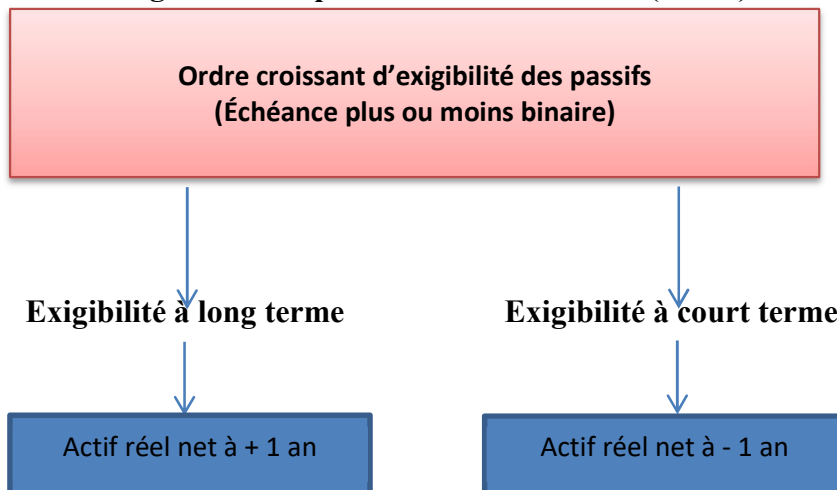 Ordre croissant d’exigibilité des passifs
(Échéance plus ou moins binaire)
Exigibilité à long terme
Exigibilité à court terme
Actif réel net à + 1 an
Actif réel net à - 1 an